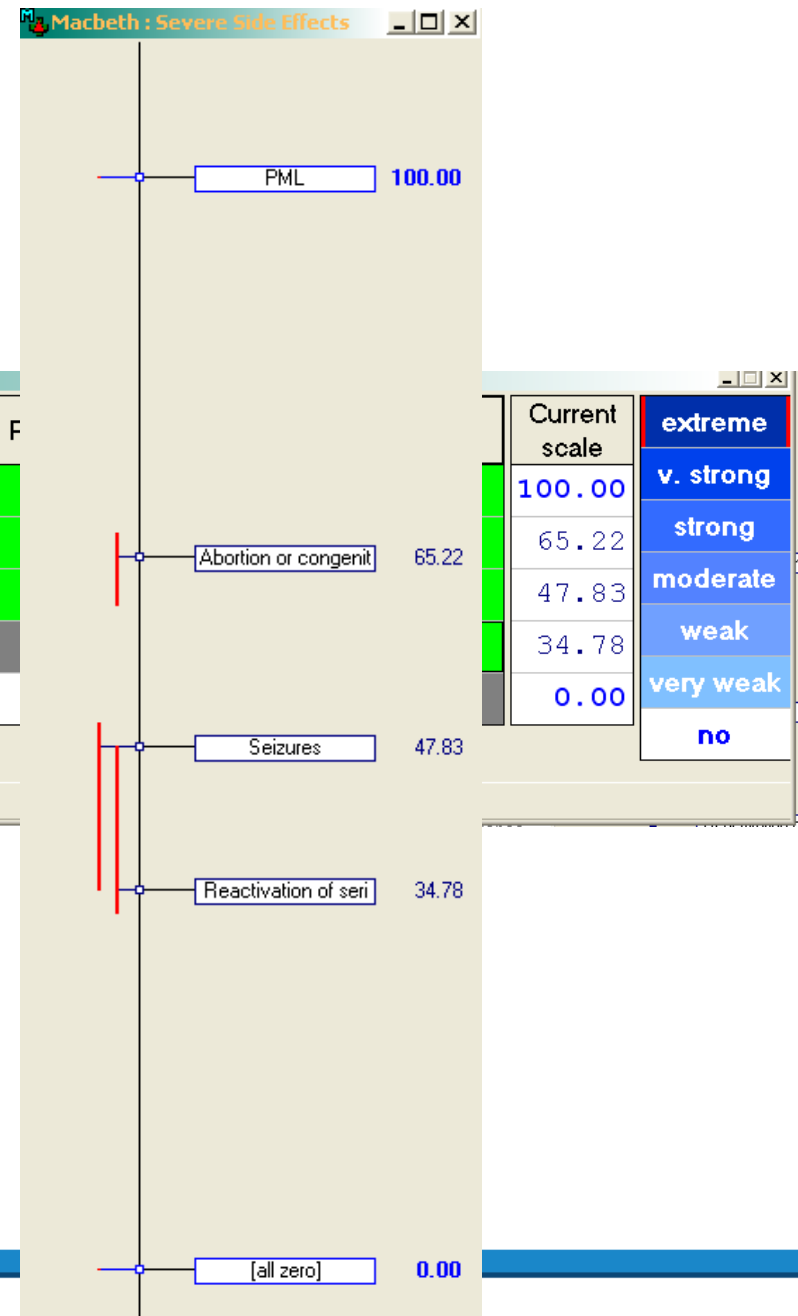 Macbeth : Severe Side Effects
PML 100.00
Abortion or congenit 65.22
Seizures 47.83
Reactivation of seri 34.78
[all zero] 0.00
Current
scale
100.00
65.22
47.83
34.78
0.00
extreme
v. strong
strong
moderate
weak
very weak
no